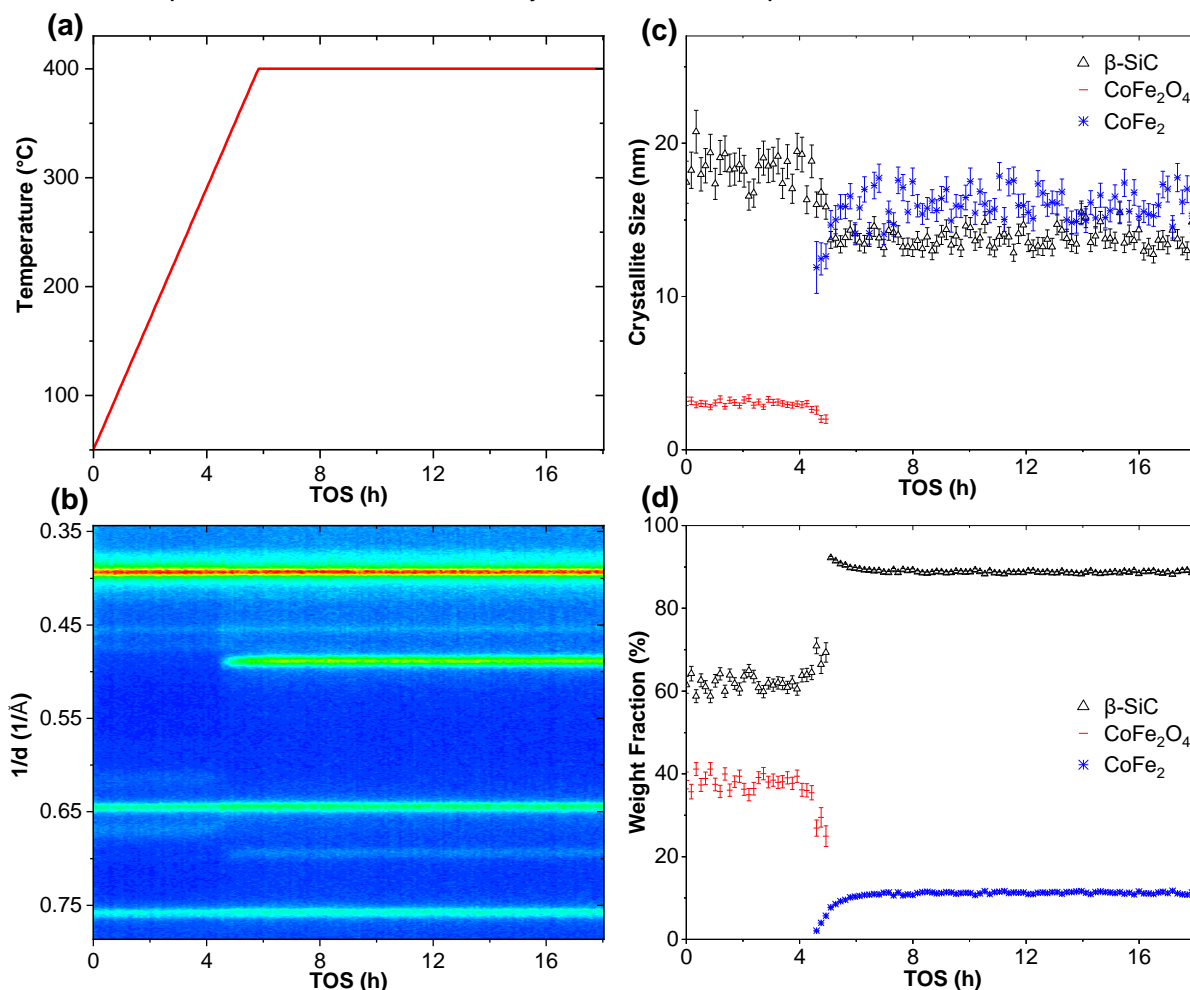 (a)
Temperature (°C)
400
300
200
100
0
4
8
12
16
TOS (h)
(b)
1/d (1/Å)
0.35
0.45
0.55
0.65
0.75
0
4
8
12
16
TOS (h)
(c)
Crystallite Size (nm)
20
10
0
β-SiC
CoFe₂O₄
CoFe₂
0
4
8
12
16
TOS (h)
(d)
Weight Fraction (%)
100
80
60
40
20
0
β-SiC
CoFe₂O₄
CoFe₂
0
4
8
12
16
TOS (h)